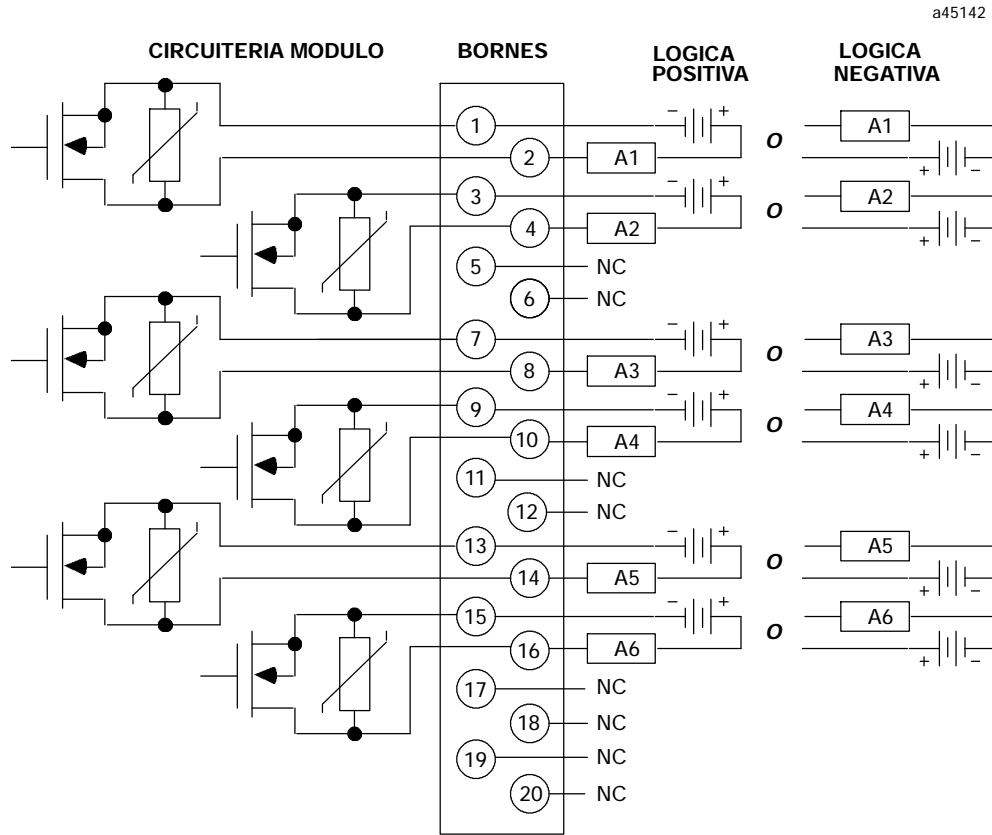 a45142
CIRCUITERIA MODULO BORNES LOGICA POSITIVA LOGICA NEGATIVA
1 - + A1
2 A1 o + -
3 - + A2
4 A2 o + -
5 NC
6 NC
7 - + A3
8 A3 o + -
9 - + A4
10 A4 o + -
11 NC
12 NC
13 - + A5
14 A5 o + -
15 - + A6
16 A6 o + -
17 NC
18 NC
19 NC
20 NC